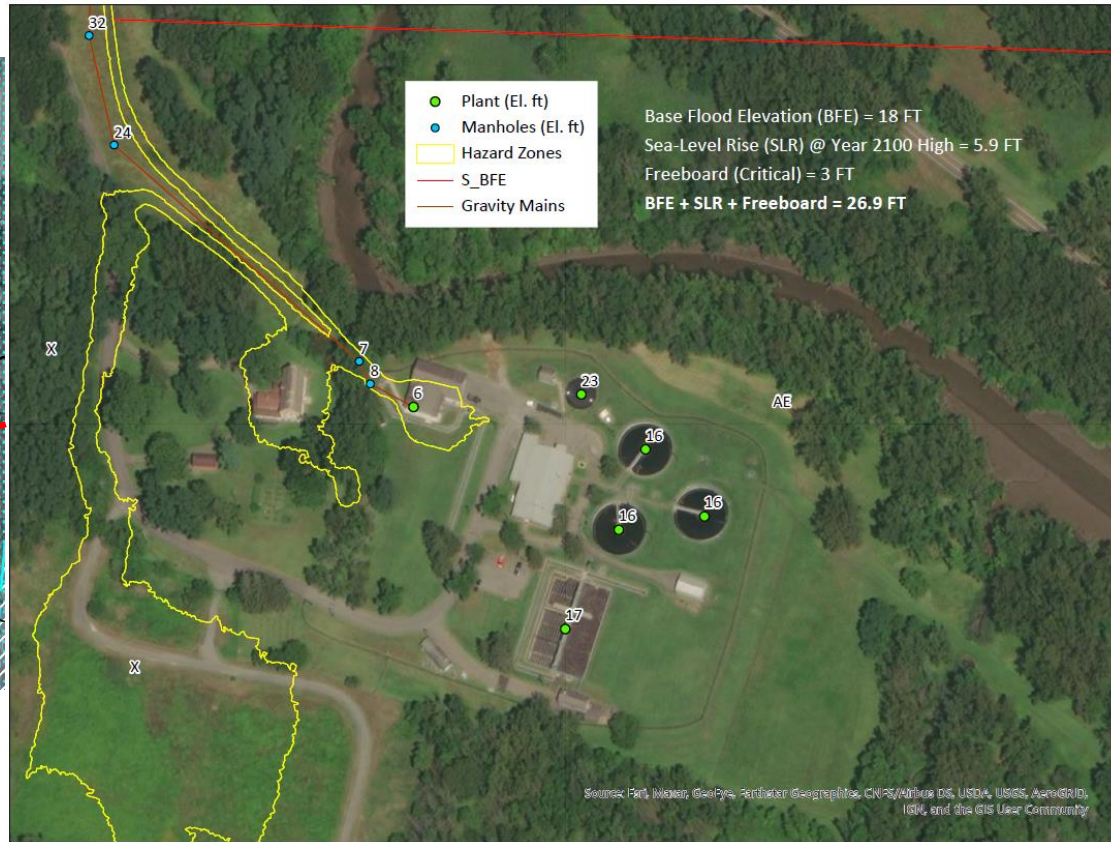 32
24
Plant (El. ft)
Manholes (El. ft)
Hazard Zones
S_BFE
Gravity Mains
Base Flood Elevation (BFE) = 18 FT
Sea-Level Rise (SLR) @ Year 2100 High = 5.9 FT
Freeboard (Critical) = 3 FT
BFE + SLR + Freeboard = 26.9 FT
X
7
8
6
23
AE
16
16
16
17
X
Source: Esri, Maxar, GeoEye, Earthstar Geographics, CNES/Airbus DS, USDA, USGS, AeroGRID,
IGN, and the GIS User Community